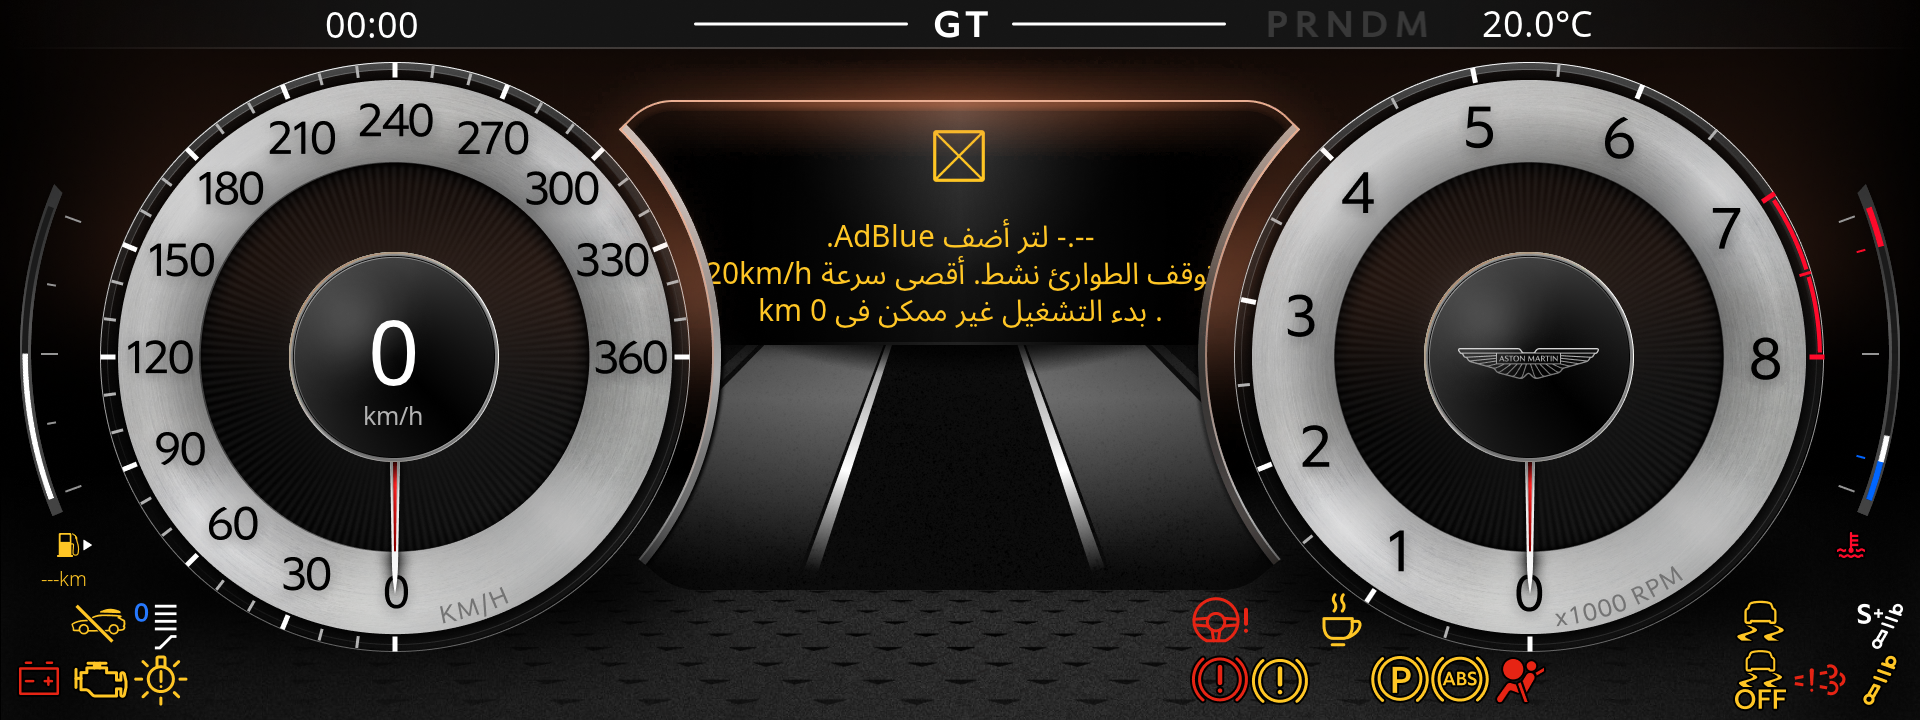 00:00
GT
PRNDM
20.0°C
240
210
270
180
300
150
330
120
360
90
60
30
0
KM/H
0
km/h
--.- لتر أضف AdBlue.
توقف الطوارئ نشط. أقصى سرعة 20km/h
. بدء التشغيل غير ممكن في 0 km
5
6
4
7
3
8
2
1
0
x1000 RPM
ASTON MARTIN
---km
0
P
ABS
OFF
S+